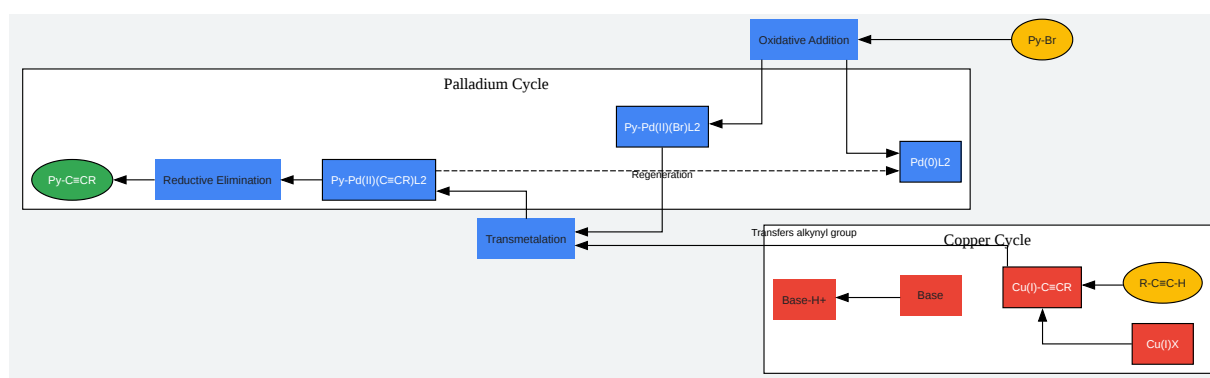 Oxidative Addition
Py-Br
Palladium Cycle
Py-Pd(II)(Br)L2
Pd(0)L2
Py-C≡CR
Reductive Elimination
Py-Pd(II)(C≡CR)L2
Regeneration
Transmetalation
Transfers alkynyl group
Copper Cycle
Base-H+
Base
Cu(I)-C≡CR
R-C≡C-H
Cu(I)X